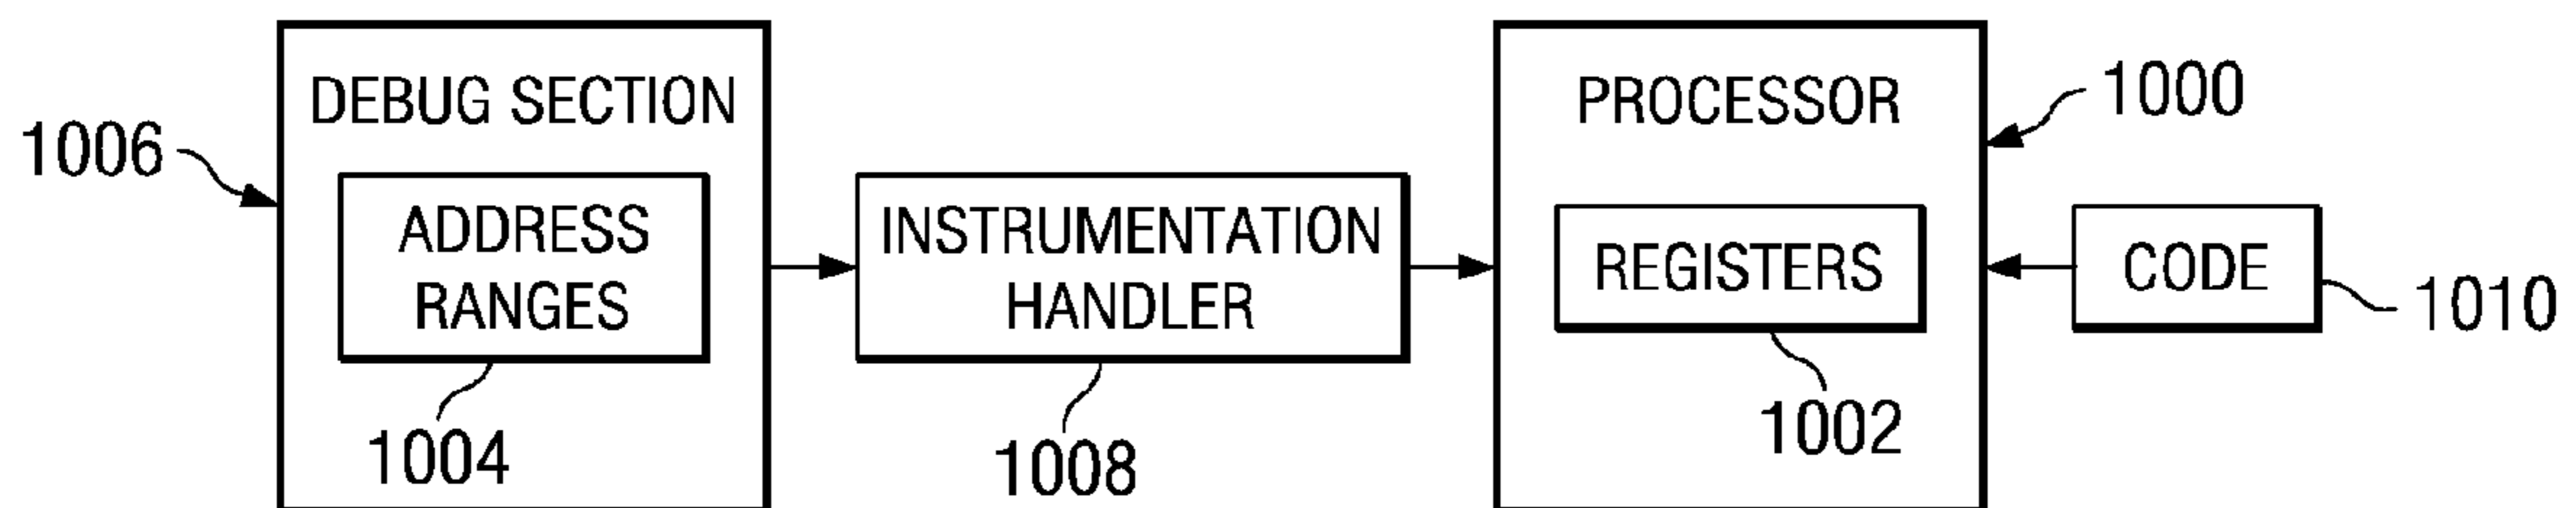 DEBUG SECTION
1006
ADDRESS
RANGES
1004
INSTRUMENTATION
HANDLER
1008
PROCESSOR
1000
REGISTERS
1002
CODE
1010